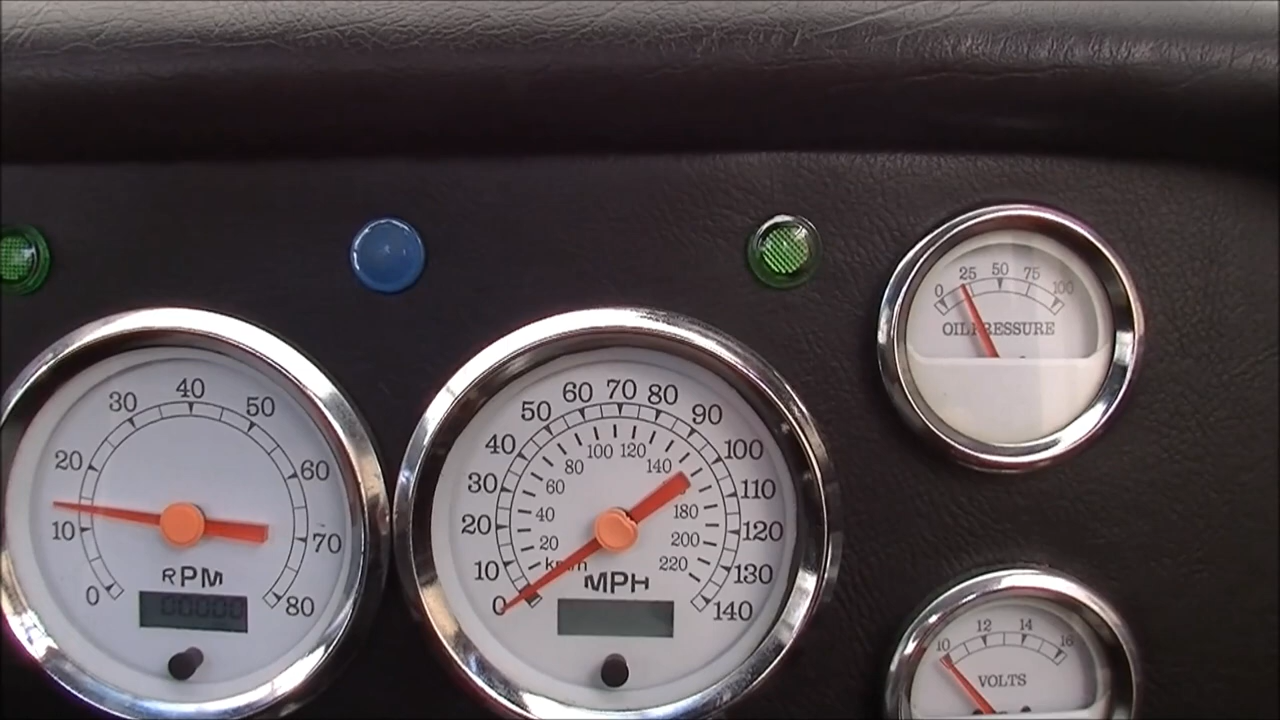 0 10 20 30 40 50 60 70 80
RPM
00000
0 10 20 30 40 50 60 70 80 90 100 110 120 130 140
20 40 60 80 100 120 140 180 200 220
km/h
MPH
0 25 50 75 100
OIL PRESSURE
10 12 14 16
VOLTS